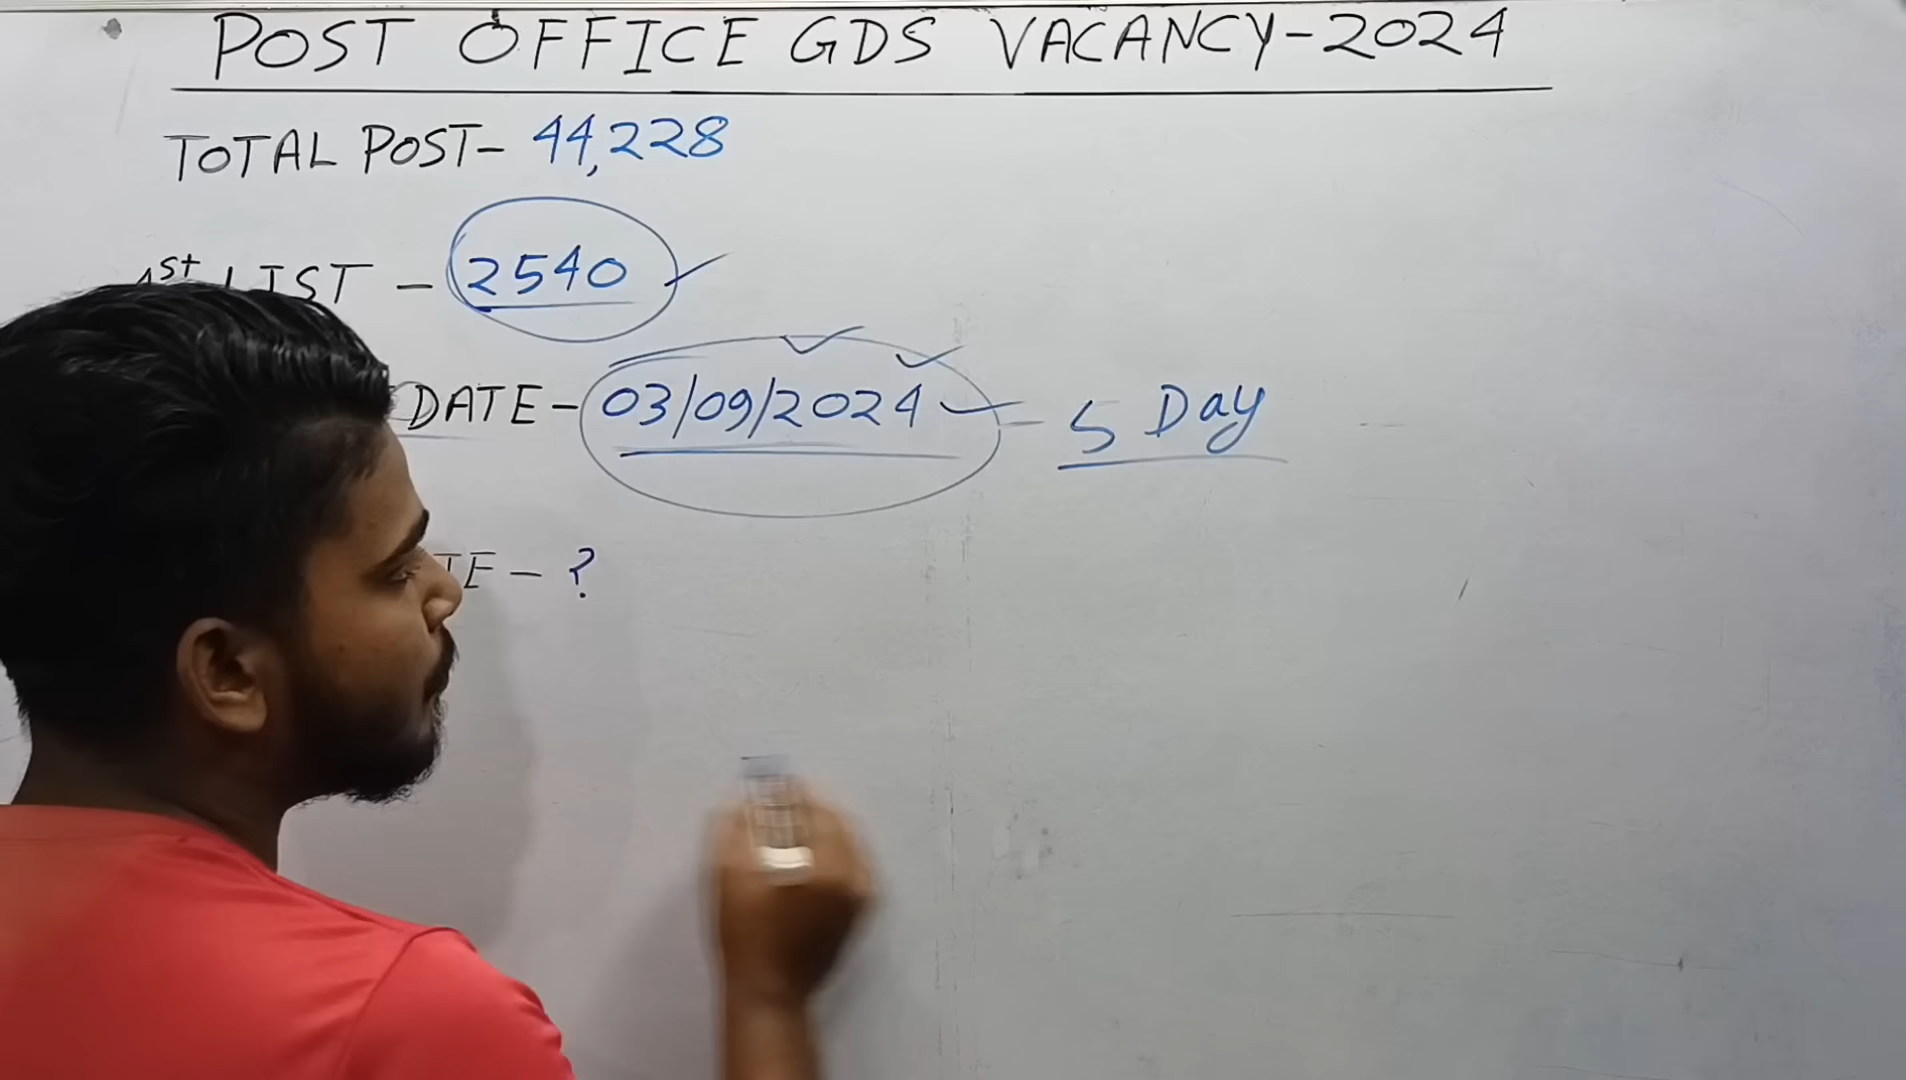 POST OFFICE GDS VACANCY-2024
TOTAL POST- 44,228
1st LIST - 2540
DATE- 03/09/2024 - 5 Day
TE - ?